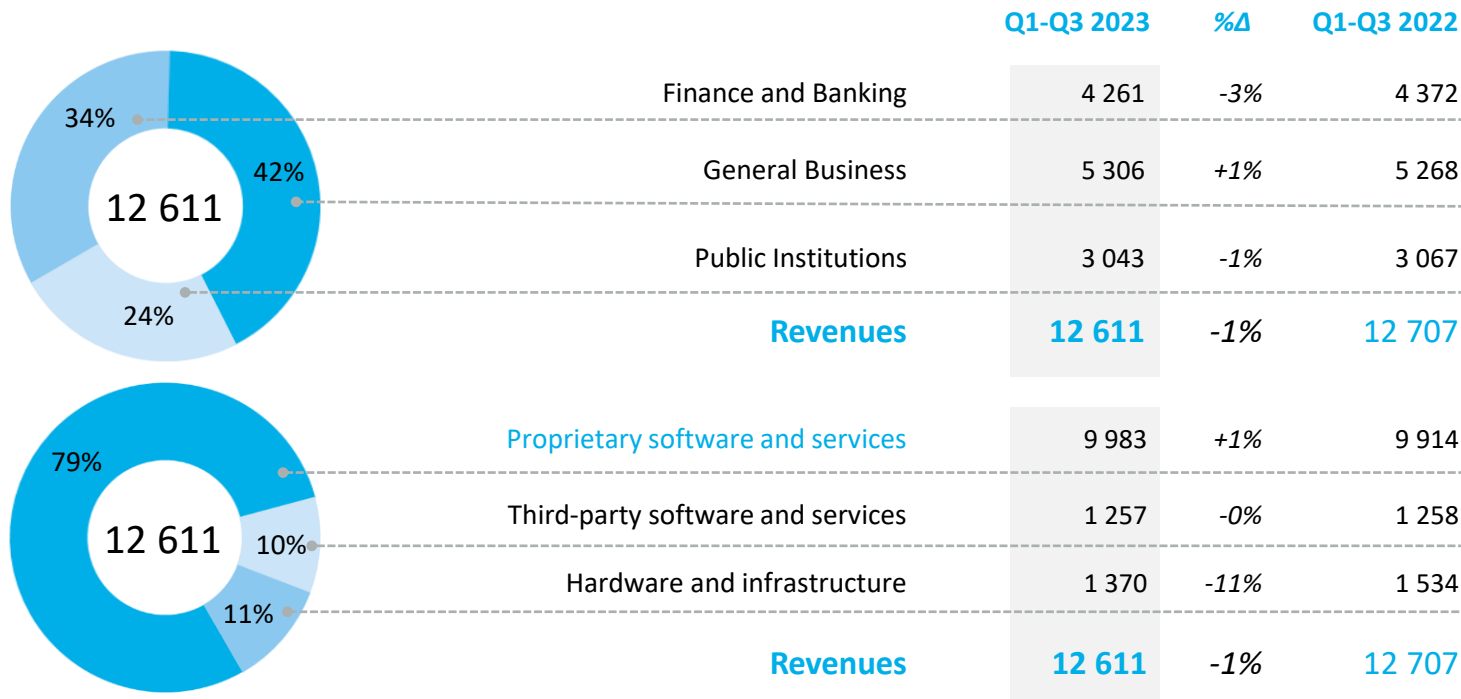 Q1-Q3 2023 %Δ Q1-Q3 2022
34%
42%
24%
12 611
Finance and Banking 4 261 -3% 4 372
General Business 5 306 +1% 5 268
Public Institutions 3 043 -1% 3 067
Revenues 12 611 -1% 12 707
79%
10%
11%
12 611
Proprietary software and services 9 983 +1% 9 914
Third-party software and services 1 257 -0% 1 258
Hardware and infrastructure 1 370 -11% 1 534
Revenues 12 611 -1% 12 707